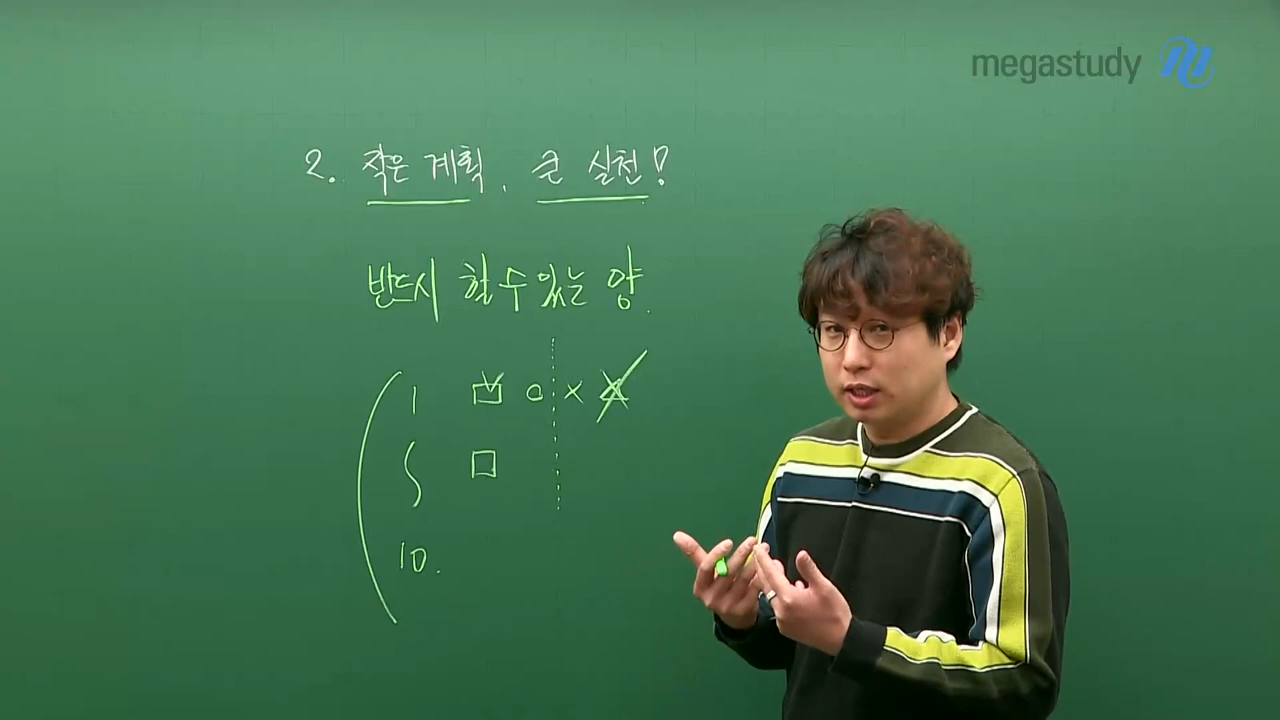 megastudy
2. 작은 계획, 큰 실천!
반드시 할 수 있는 양.
1 ☑ ○ × ×
□
10.